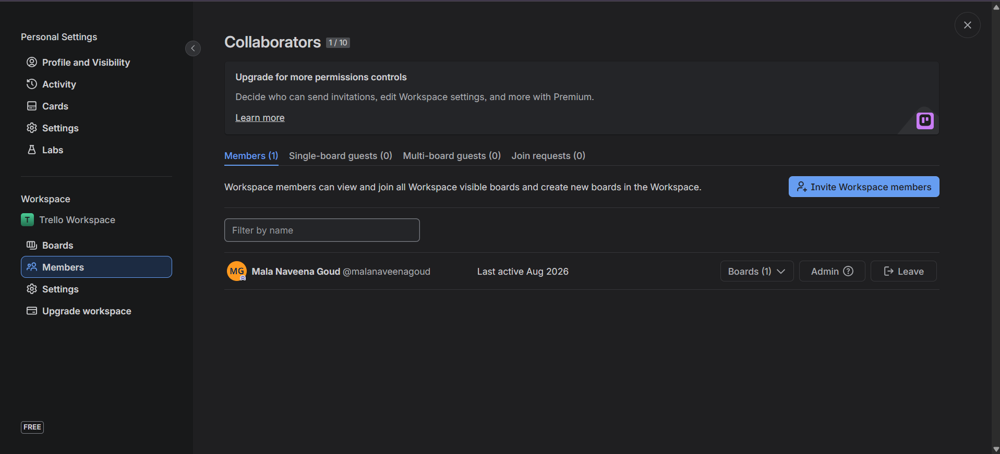 Personal Settings
Profile and Visibility
Activity
Cards
Settings
Labs
Workspace
T Trello Workspace
Boards
Members
Settings
Upgrade workspace
FREE
Collaborators 1 / 10
Upgrade for more permissions controls
Decide who can send invitations, edit Workspace settings, and more with Premium.
Learn more
Members (1) Single-board guests (0) Multi-board guests (0) Join requests (0)
Workspace members can view and join all Workspace visible boards and create new boards in the Workspace. Invite Workspace members
Filter by name
MG Mala Naveena Goud @malanaveenagoud Last active Aug 2026 Boards (1) Admin Leave